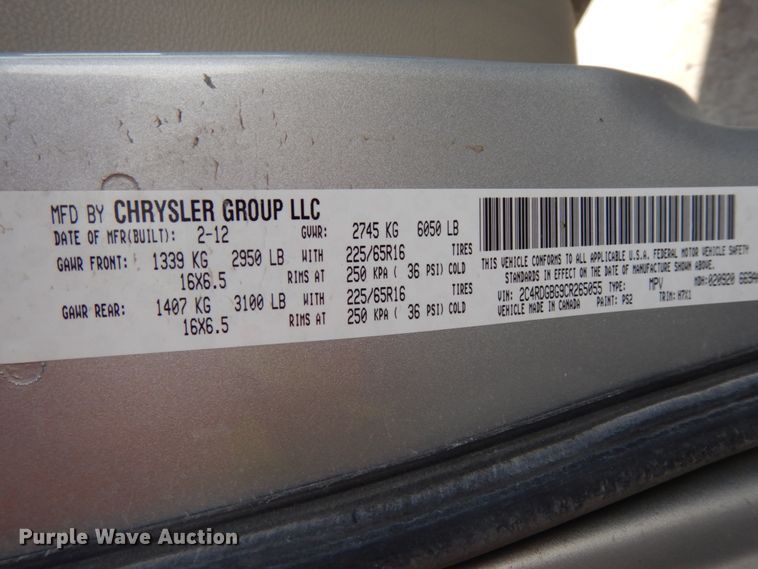 MFD BY CHRYSLER GROUP LLC
DATE OF MFR(BUILT): 2-12 GVWR: 2745 KG 6050 LB
GAWR FRONT: 1339 KG 2950 LB WITH 225/65R16 TIRES
16X6.5 RIMS AT 250 KPA ( 36 PSI) COLD
GAWR REAR: 1407 KG 3100 LB WITH 225/65R16 TIRES
16X6.5 RIMS AT 250 KPA ( 36 PSI) COLD
THIS VEHICLE CONFORMS TO ALL APPLICABLE U.S.A. FEDERAL MOTOR VEHICLE SAFETY
STANDARDS IN EFFECT ON THE DATE OF MANUFACTURE SHOWN ABOVE.
VIN: 2C4RDGBG9CR265055 TYPE: MPV MDH: 020920
VEHICLE MADE IN CANADA PAINT: PS2 TRIM: H7X1
Purple Wave Auction